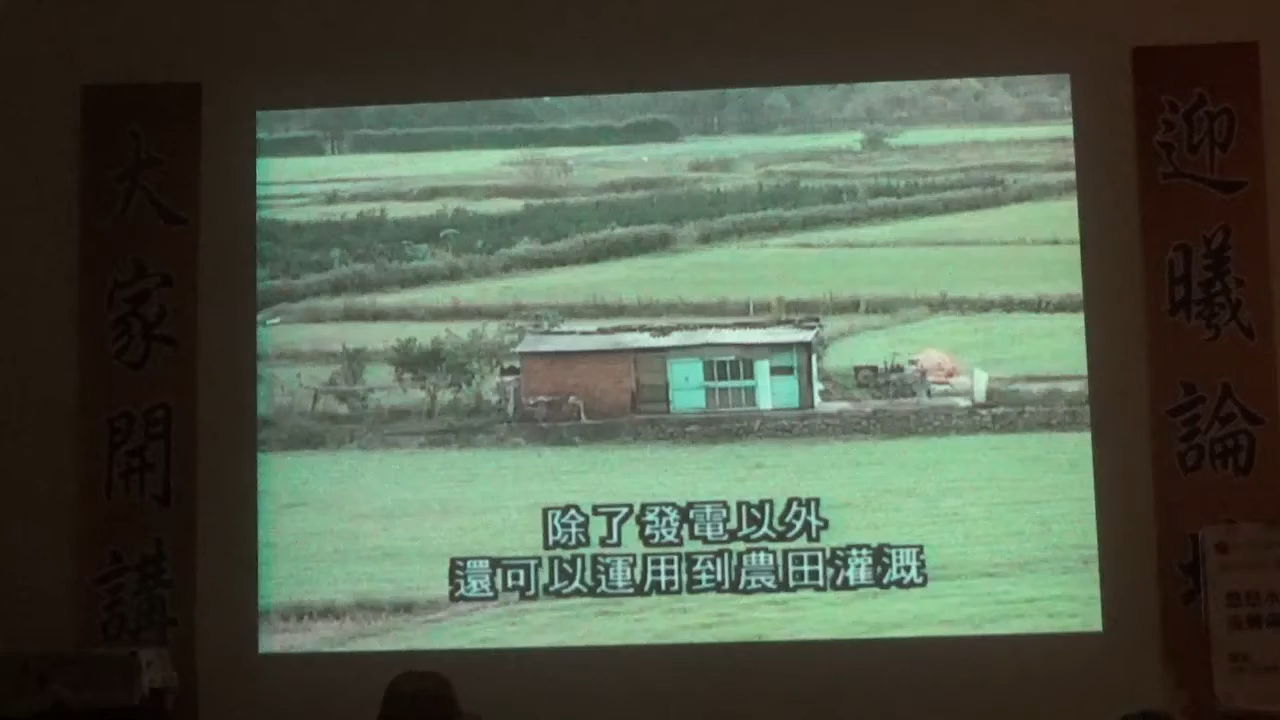 大家開講
除了發電以外
還可以運用到農田灌溉
迎曦論